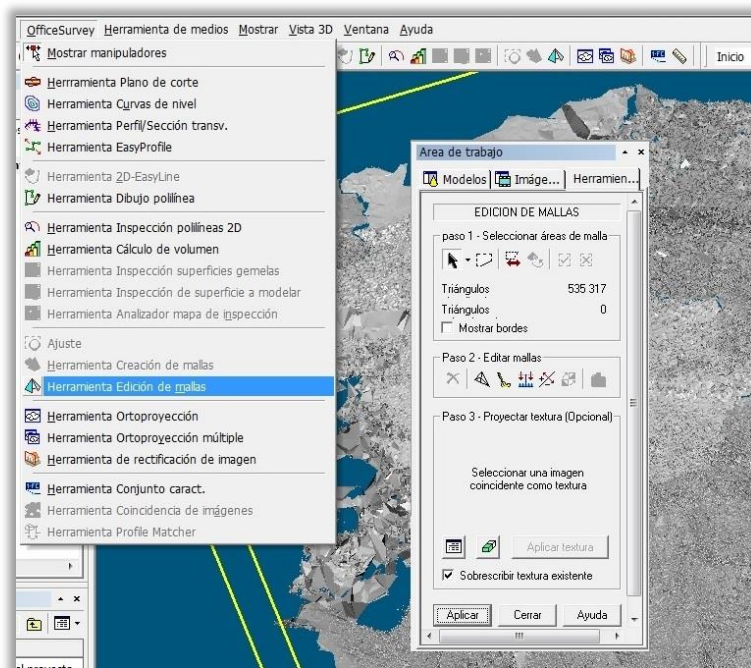 OfficeSurvey Herramienta de medios Mostrar Vista 3D Ventana Ayuda
Mostrar manipuladores
Inicio
Herrramienta Plano de corte
Herramienta Curvas de nivel
Herramienta Perfil/Sección transv.
Herramienta EasyProfile
Herramienta 2D-EasyLine
Herramienta Dibujo polilínea
Herramienta Inspección polilíneas 2D
Herramienta Cálculo de volumen
Herramienta Inspección superficies gemelas
Herramienta Inspección de superficie a modelar
Herramienta Analizador mapa de inspección
Ajuste
Herramienta Creación de mallas
Herramienta Edición de mallas
Herramienta Ortoproyección
Herramienta Ortoproyección múltiple
Herramienta de rectificación de imagen
Herramienta Conjunto caract.
Herramienta Coincidencia de imágenes
Herramienta Profile Matcher
Area de trabajo
Modelos Imáge... Herramien...
EDICION DE MALLAS
paso 1 - Seleccionar áreas de malla
Triángulos 535 317
Triángulos 0
Mostrar bordes
Paso 2 - Editar mallas
Paso 3 - Proyectar textura (Opcional)
Seleccionar una imagen
coincidente como textura
Aplicar textura
Sobrescribir textura existente
Aplicar Cerrar Ayuda